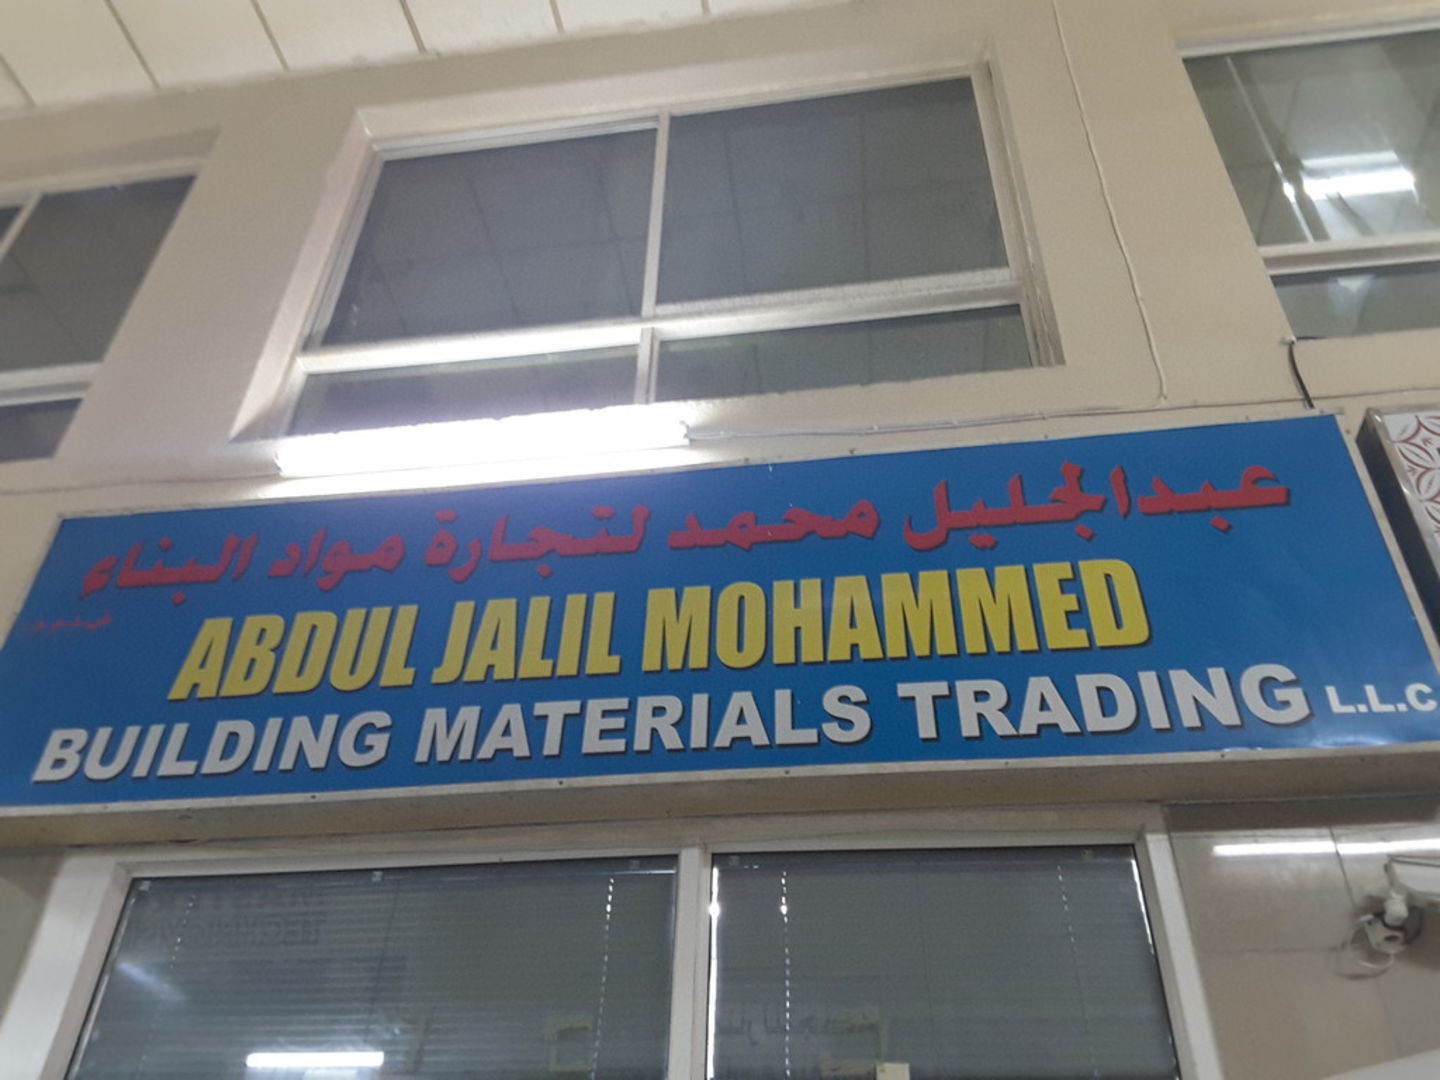 عبدالجليل محمد لتجارة مواد البناء
ش.ذ.م.م
ABDUL JALIL MOHAMMED
BUILDING MATERIALS TRADING L.L.C